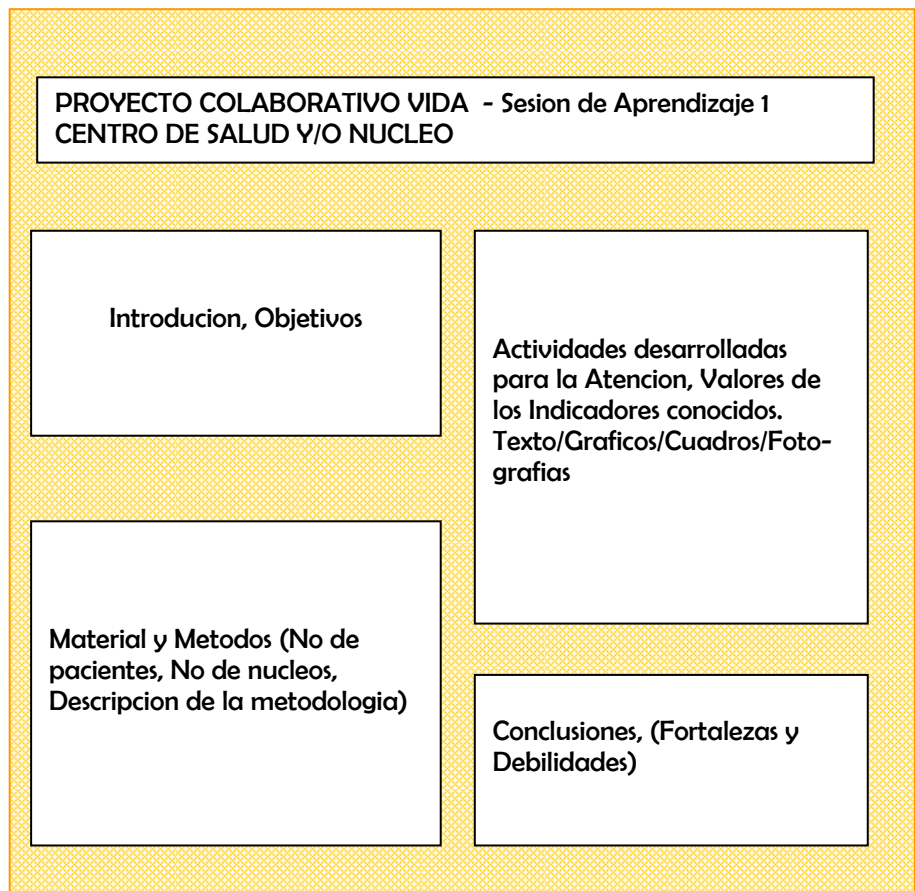 PROYECTO COLABORATIVO VIDA - Sesion de Aprendizaje 1
CENTRO DE SALUD Y/O NUCLEO
Introducion, Objetivos
Material y Metodos (No de
pacientes, No de nucleos,
Descripcion de la metodologia)
Actividades desarrolladas
para la Atencion, Valores de
los Indicadores conocidos.
Texto/Graficos/Cuadros/Foto-
grafias
Conclusiones, (Fortalezas y
Debilidades)